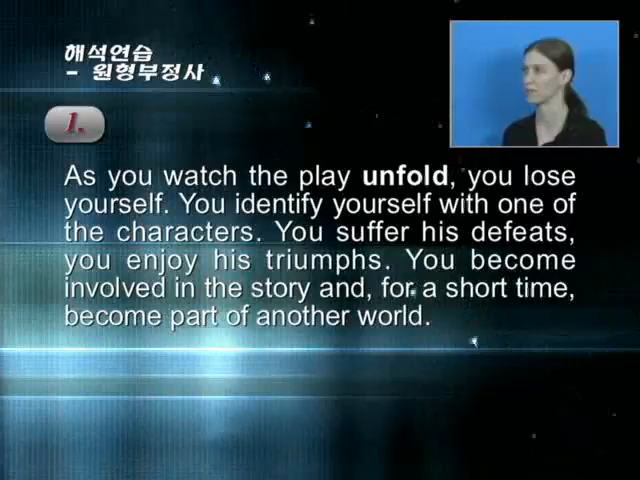 해석연습
- 원형부정사
1.
As you watch the play unfold, you lose
yourself. You identify yourself with one of
the characters. You suffer his defeats,
you enjoy his triumphs. You become
involved in the story and, for a short time,
become part of another world.